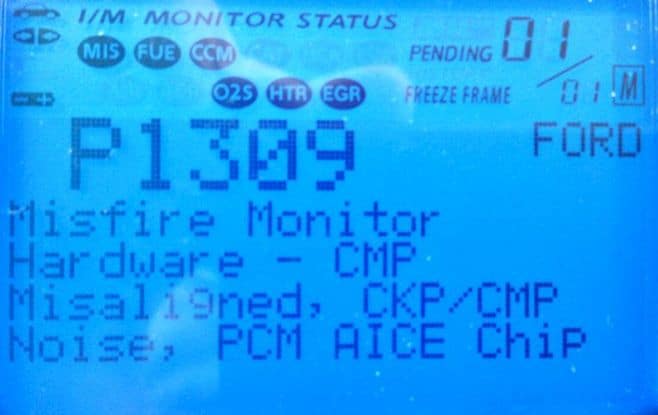 I/M MONITOR STATUS
MIS FUE CCM
PENDING 01
O2S HTR EGR
FREEZE FRAME 01 M
P1309 FORD
Misfire Monitor
Hardware - CMP
Misaligned, CKP/CMP
Noise, PCM AICE Chip